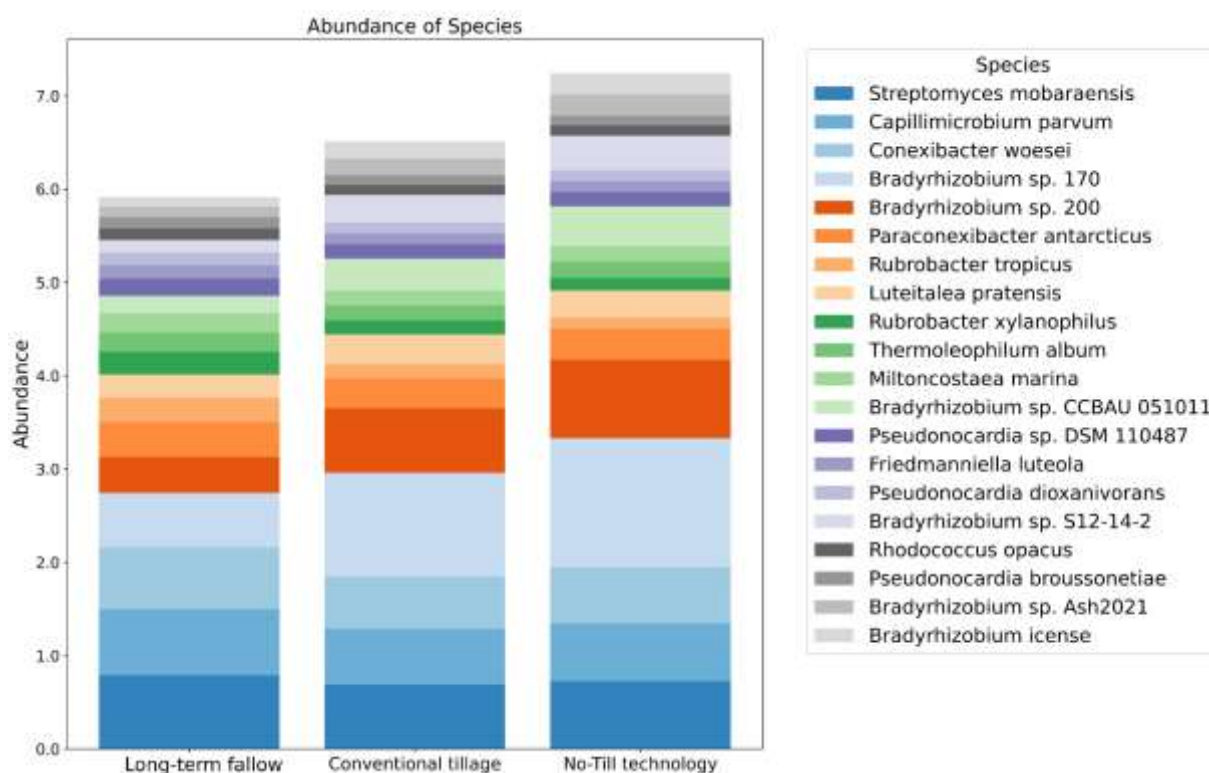 Abundance of Species
7.0
6.0
5.0
4.0
3.0
2.0
1.0
0.0
Abundance
Long-term fallow
Conventional tillage
No-Till technology
Species
Streptomyces mobaraensis
Capillimicrobium parvum
Conexibacter woesei
Bradyrhizobium sp. 170
Bradyrhizobium sp. 200
Paraconexibacter antarcticus
Rubrobacter tropicus
Luteitalea pratensis
Rubrobacter xylanophilus
Thermoleophilum album
Miltoncostaea marina
Bradyrhizobium sp. CCBAU 051011
Pseudonocardia sp. DSM 110487
Friedmanniella luteola
Pseudonocardia dioxanivorans
Bradyrhizobium sp. S12-14-2
Rhodococcus opacus
Pseudonocardia broussonetiae
Bradyrhizobium sp. Ash2021
Bradyrhizobium icense